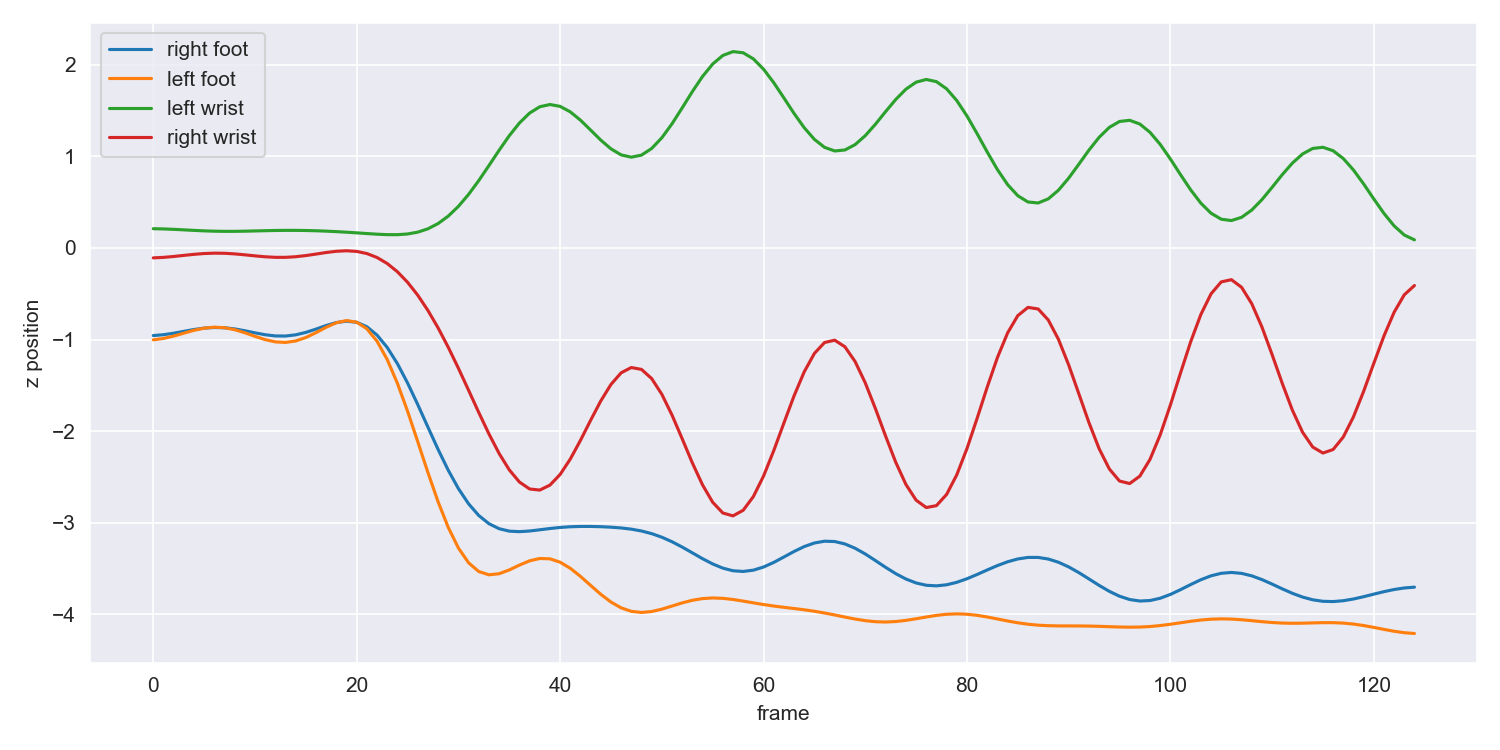 right foot
left foot
left wrist
right wrist
2
1
0
−1
−2
−3
−4
z position
0 20 40 60 80 100 120
frame